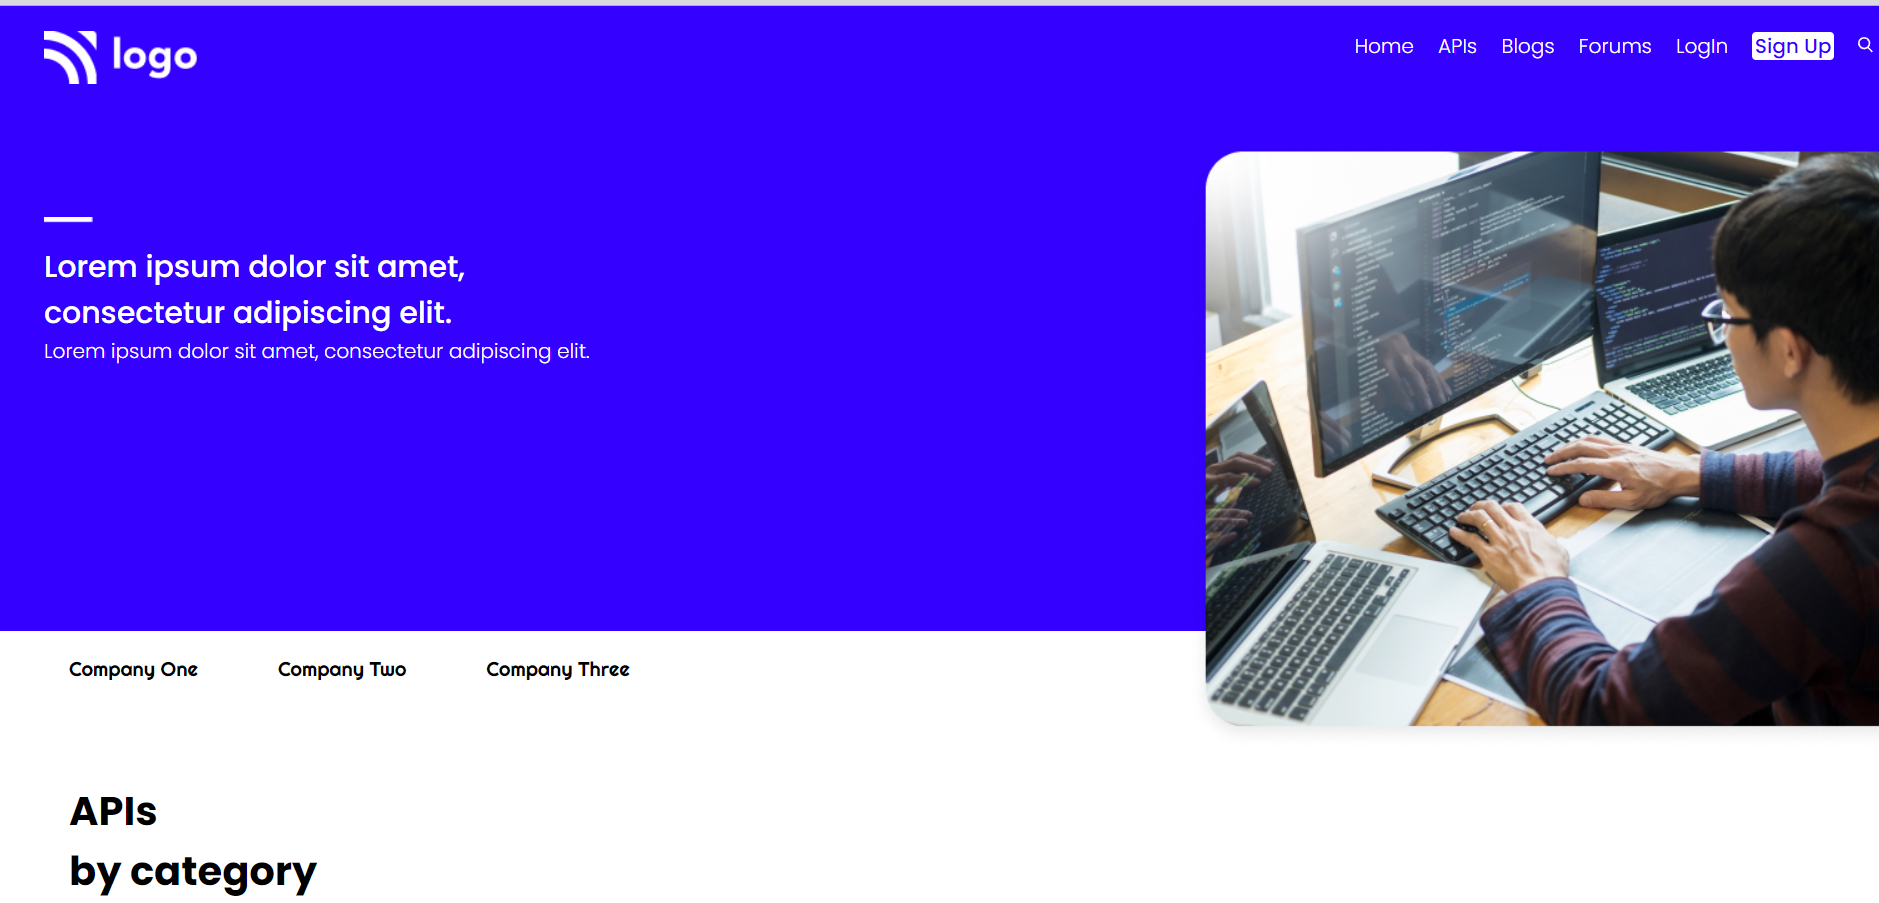 logo
Home APIs Blogs Forums LogIn Sign Up
Lorem ipsum dolor sit amet,
consectetur adipiscing elit.
Lorem ipsum dolor sit amet, consectetur adipiscing elit.
Company One Company Two Company Three
APIs
by category